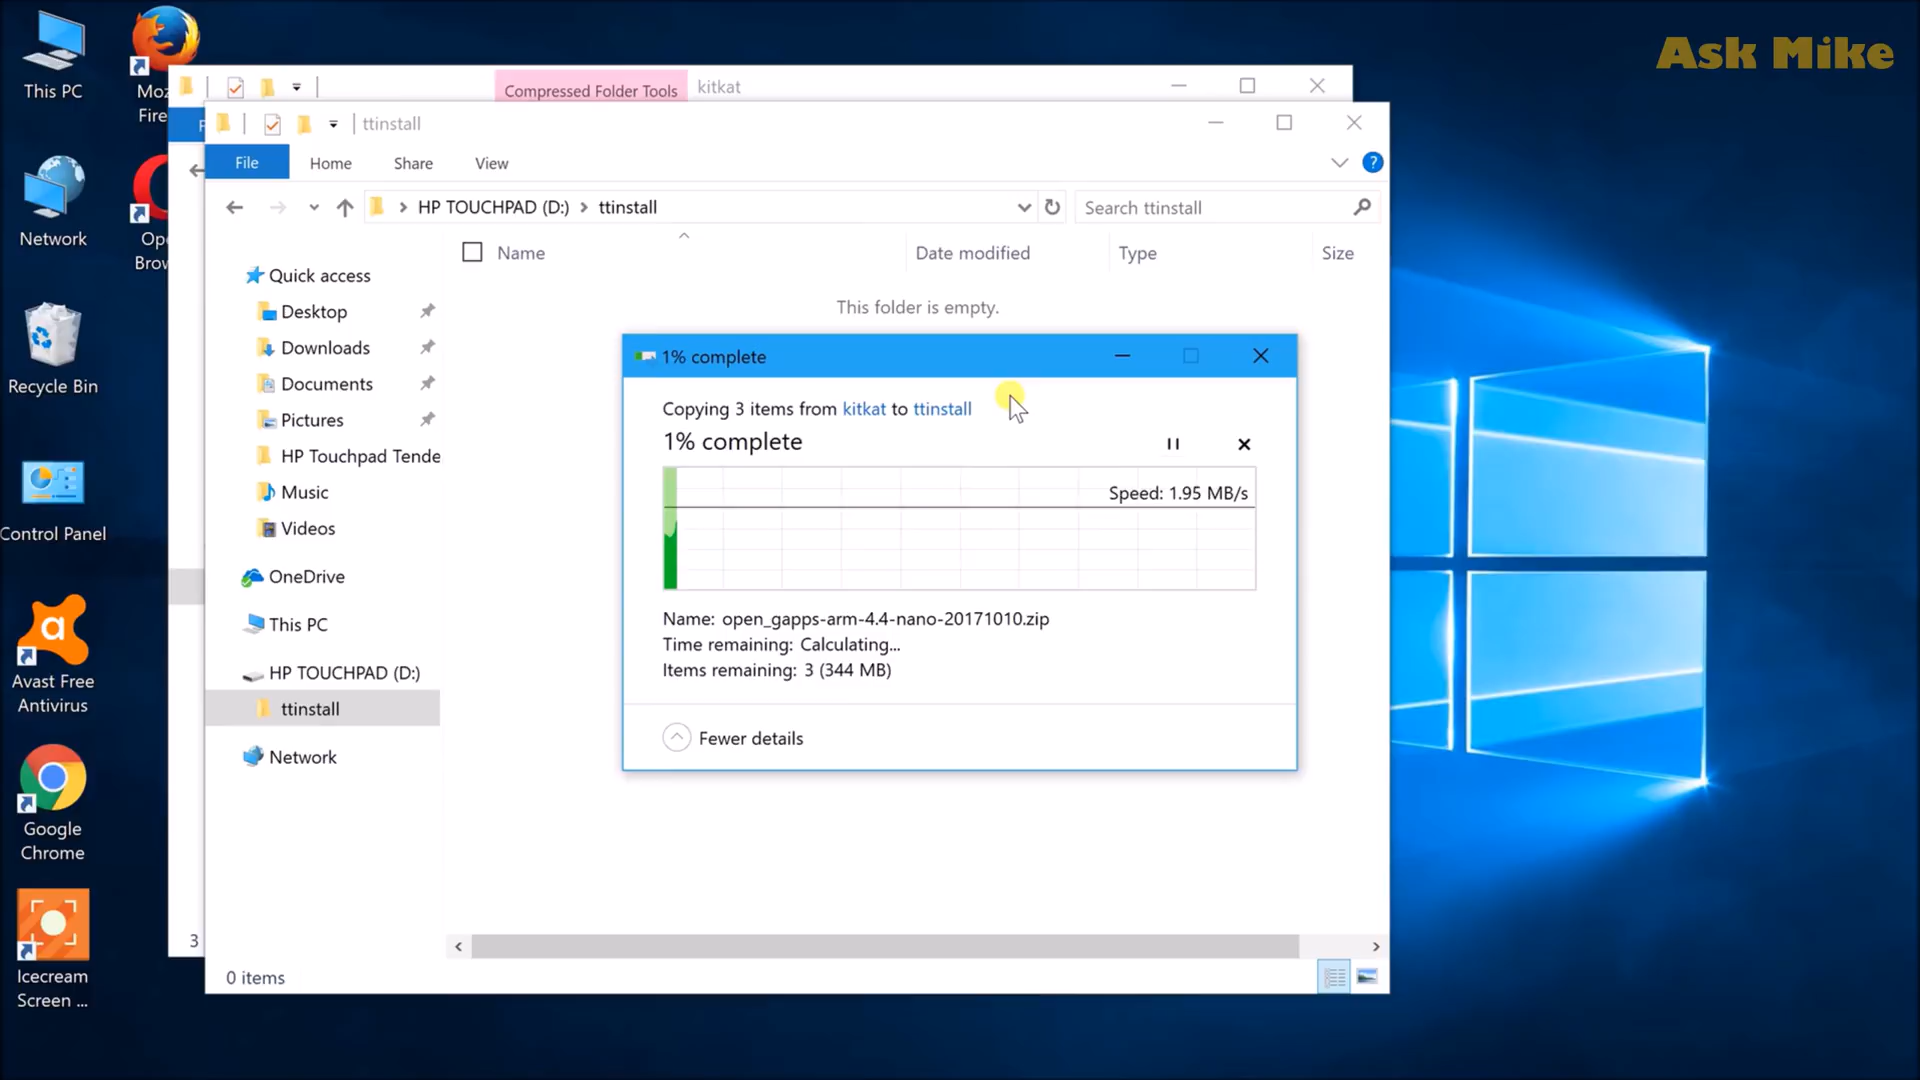 Ask Mike
This PC
Moz
Fire
Network
Ope
Brow
Recycle Bin
Control Panel
Avast Free
Antivirus
Google
Chrome
Icecream
Screen ...
Compressed Folder Tools
kitkat
F
3
ttinstall
File
Home
Share
View
?
HP TOUCHPAD (D:)
ttinstall
Search ttinstall
Name
Date modified
Type
Size
This folder is empty.
Quick access
Desktop
Downloads
Documents
Pictures
HP Touchpad Tende
Music
Videos
OneDrive
This PC
HP TOUCHPAD (D:)
ttinstall
Network
0 items
1% complete
Copying 3 items from kitkat to ttinstall
1% complete
Speed: 1.95 MB/s
Name: open_gapps-arm-4.4-nano-20171010.zip
Time remaining: Calculating...
Items remaining: 3 (344 MB)
Fewer details